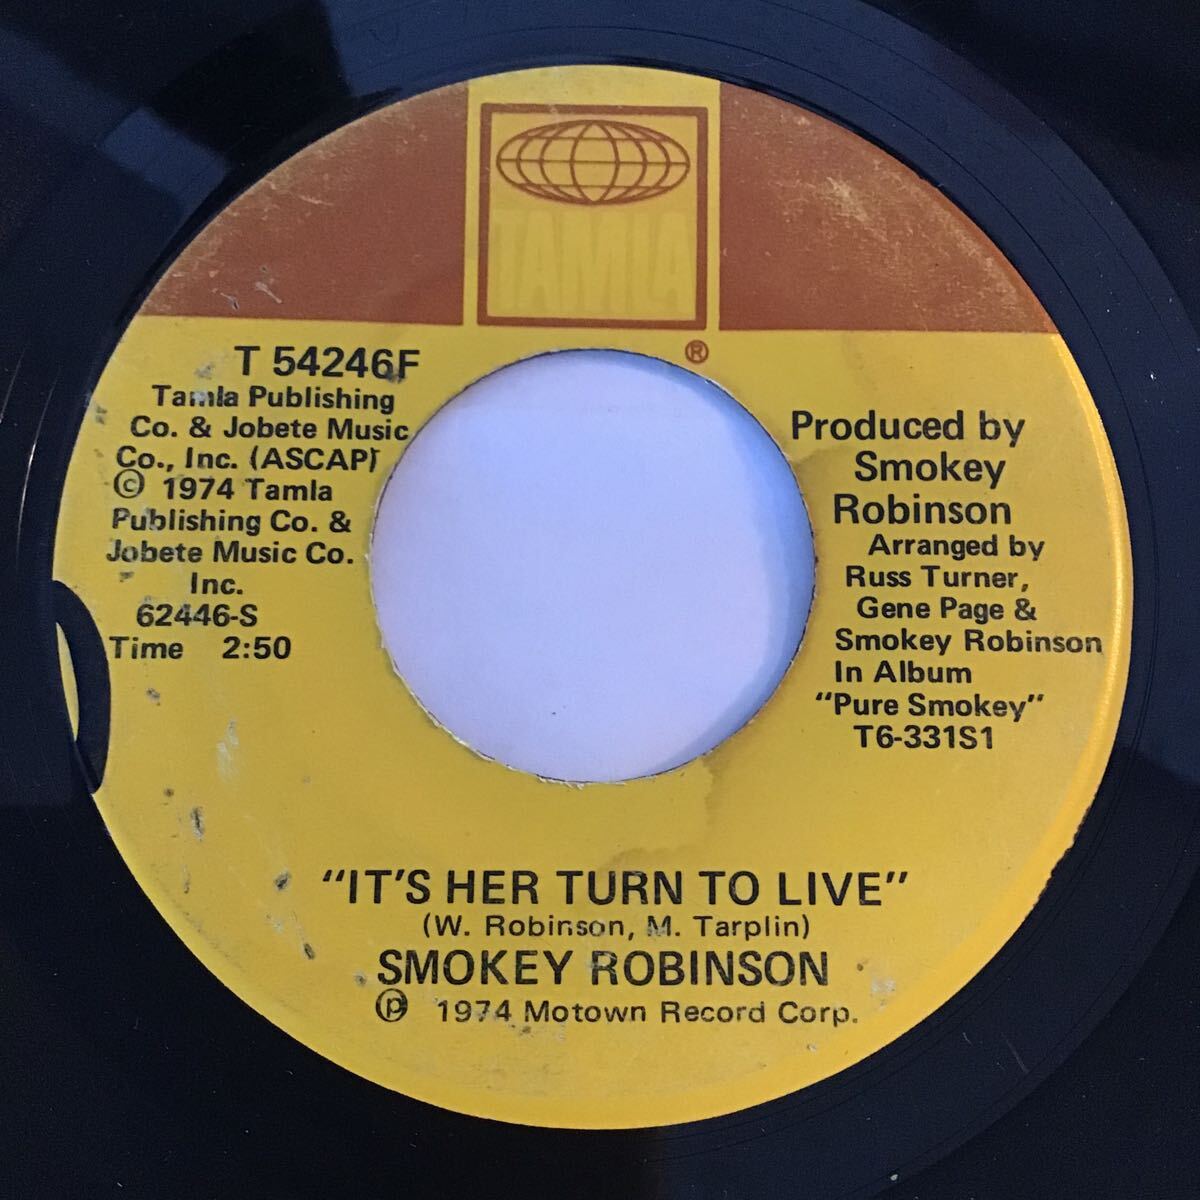 TAMLA
®
T 54246F
Tamla Publishing
Co. & Jobete Music
Co., Inc. (ASCAP)
© 1974 Tamla
Publishing Co. &
Jobete Music Co.
Inc.
62446-S
Time 2:50
Produced by
Smokey
Robinson
Arranged by
Russ Turner,
Gene Page &
Smokey Robinson
In Album
"Pure Smokey"
T6-331S1
"IT'S HER TURN TO LIVE"
(W. Robinson, M. Tarplin)
SMOKEY ROBINSON
℗ 1974 Motown Record Corp.